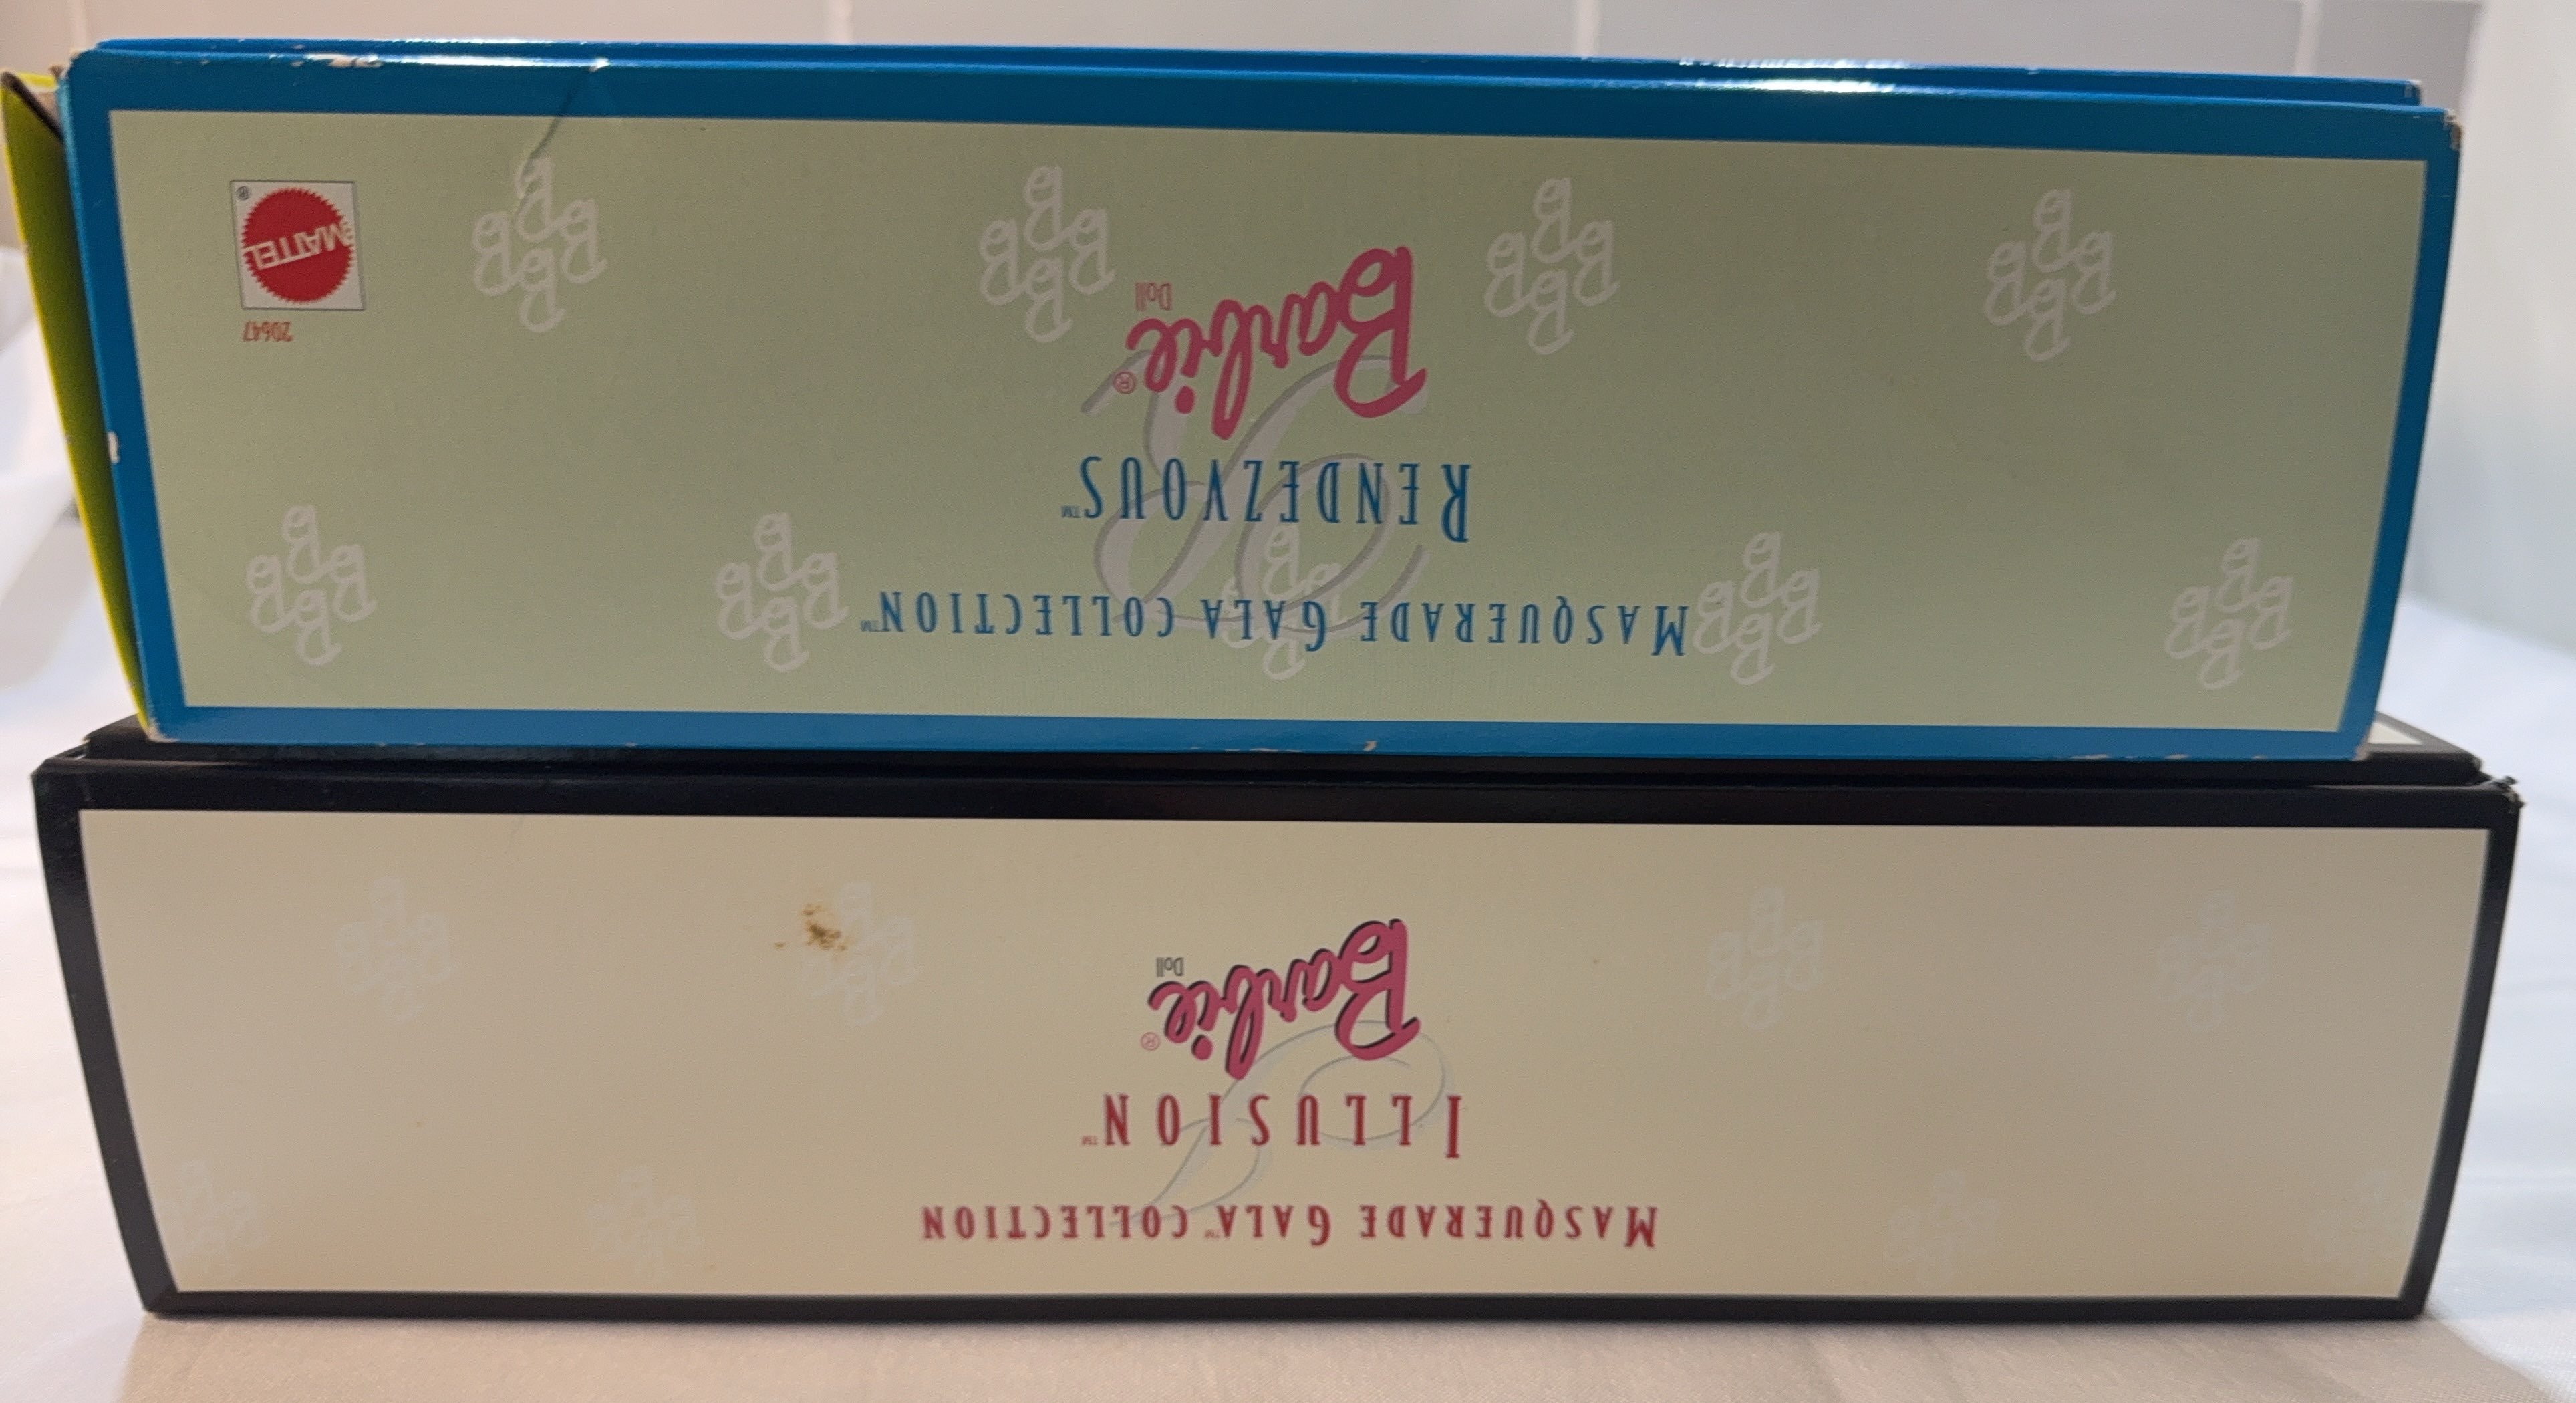 MASQUERADE GALA COLLECTION™
RENDEZVOUS™
Barbie®
Doll
20647
MATTEL
®
MASQUERADE GALA™ COLLECTION
ILLUSION™
Barbie®
Doll